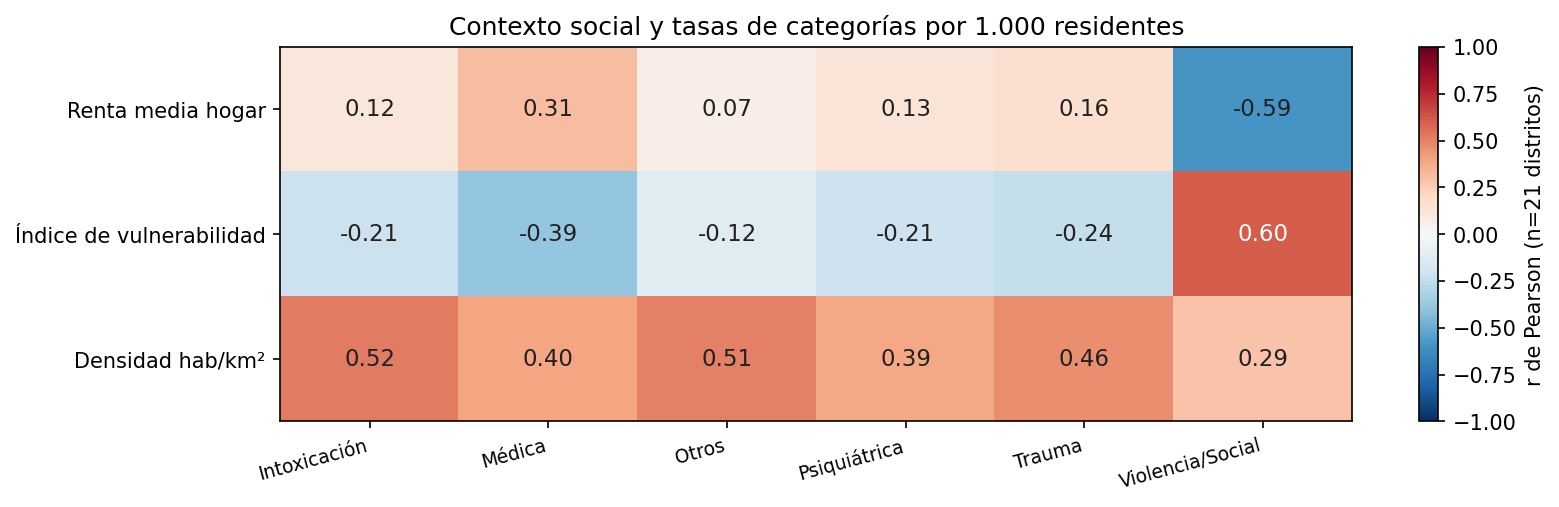 Contexto social y tasas de categorías por 1.000 residentes
Renta media hogar
0.12 0.31 0.07 0.13 0.16 -0.59
Índice de vulnerabilidad
-0.21 -0.39 -0.12 -0.21 -0.24 0.60
Densidad hab/km²
0.52 0.40 0.51 0.39 0.46 0.29
Intoxicación
Médica
Otros
Psiquiátrica
Trauma
Violencia/Social
1.00
0.75
0.50
0.25
0.00
−0.25
−0.50
−0.75
−1.00
r de Pearson (n=21 distritos)